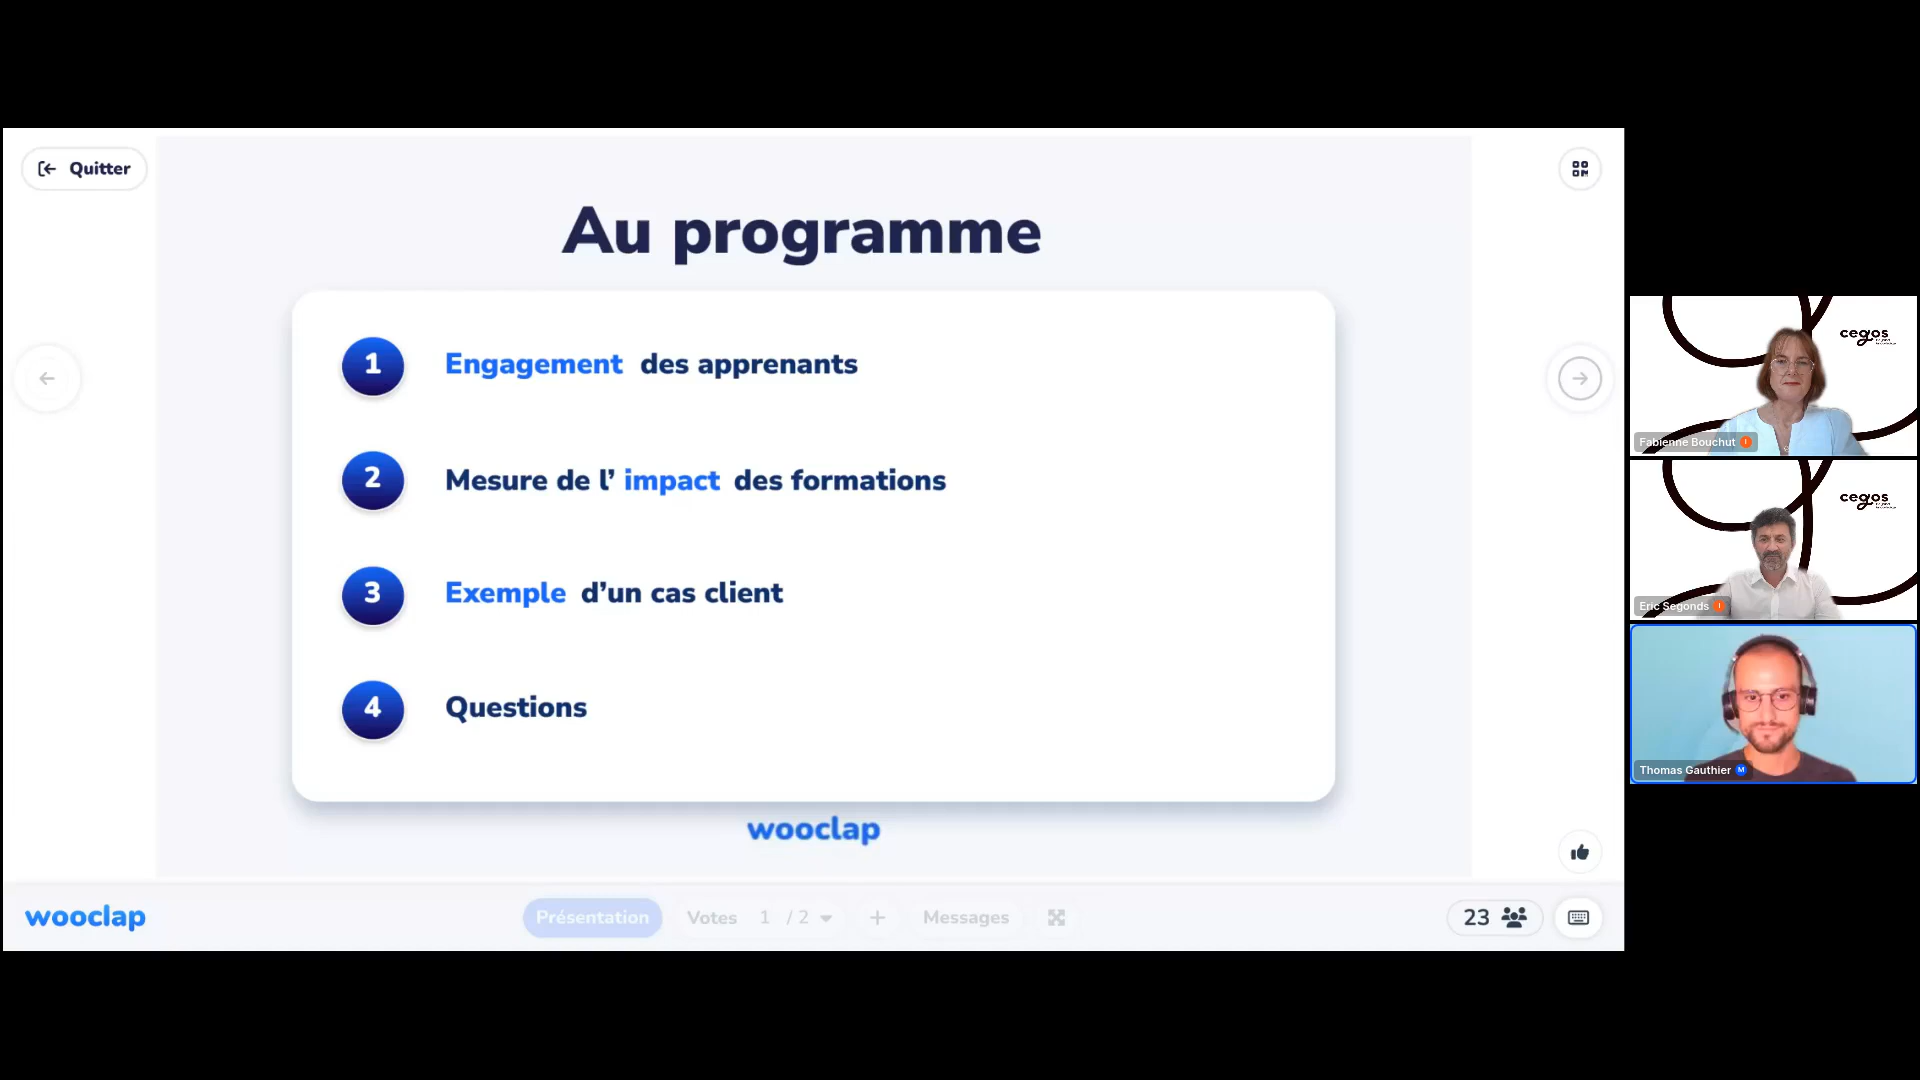 Quitter
Au programme
1 Engagement des apprenants
2 Mesure de l’ impact des formations
3 Exemple d’un cas client
4 Questions
wooclap
wooclap
Présentation
Votes 1 / 2
Messages
23
cegos
Fabienne Bouchut I
cegos
Eric Segonds I
Thomas Gauthier M